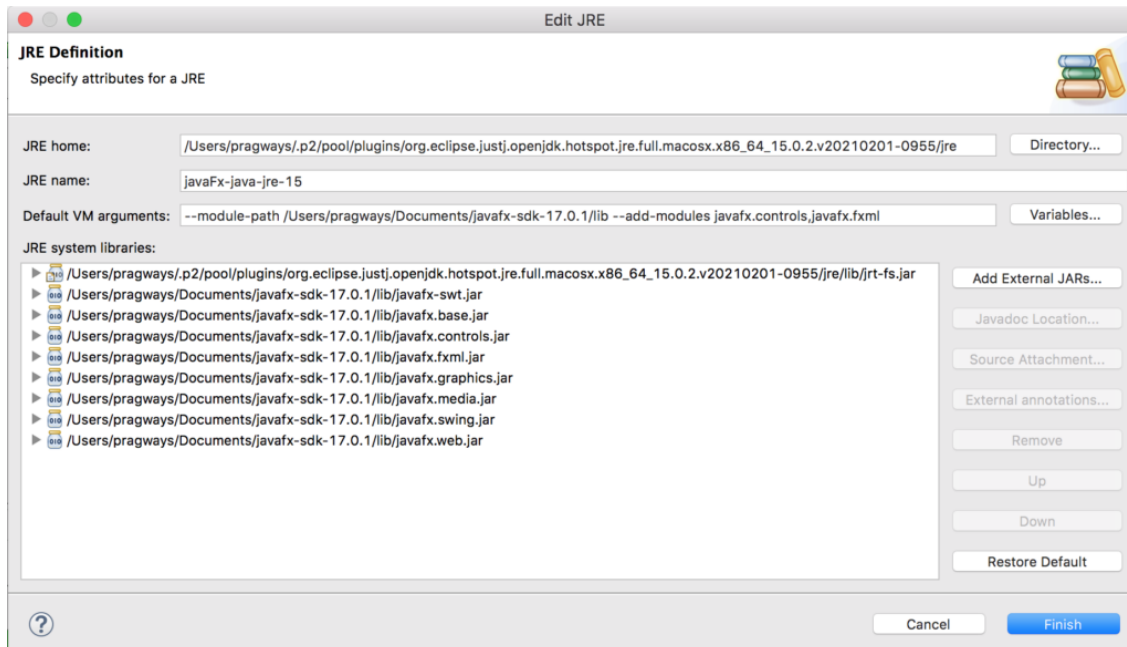 Edit JRE
JRE Definition
Specify attributes for a JRE
JRE home: /Users/pragways/.p2/pool/plugins/org.eclipse.justj.openjdk.hotspot.jre.full.macosx.x86_64_15.0.2.v20210201-0955/jre Directory...
JRE name: javaFx-java-jre-15
Default VM arguments: --module-path /Users/pragways/Documents/javafx-sdk-17.0.1/lib --add-modules javafx.controls,javafx.fxml Variables...
JRE system libraries:
/Users/pragways/.p2/pool/plugins/org.eclipse.justj.openjdk.hotspot.jre.full.macosx.x86_64_15.0.2.v20210201-0955/jre/lib/jrt-fs.jar
/Users/pragways/Documents/javafx-sdk-17.0.1/lib/javafx-swt.jar
/Users/pragways/Documents/javafx-sdk-17.0.1/lib/javafx.base.jar
/Users/pragways/Documents/javafx-sdk-17.0.1/lib/javafx.controls.jar
/Users/pragways/Documents/javafx-sdk-17.0.1/lib/javafx.fxml.jar
/Users/pragways/Documents/javafx-sdk-17.0.1/lib/javafx.graphics.jar
/Users/pragways/Documents/javafx-sdk-17.0.1/lib/javafx.media.jar
/Users/pragways/Documents/javafx-sdk-17.0.1/lib/javafx.swing.jar
/Users/pragways/Documents/javafx-sdk-17.0.1/lib/javafx.web.jar
Add External JARs...
Javadoc Location...
Source Attachment...
External annotations...
Remove
Up
Down
Restore Default
? Cancel Finish